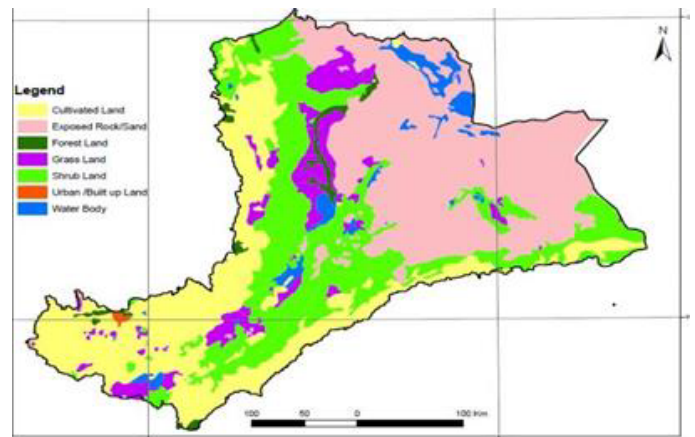 N
Legend
Cultivated Land
Exposed Rock/Sand
Forest Land
Grass Land
Shrub Land
Urban /Built up Land
Water Body
100 50 0 100 Km